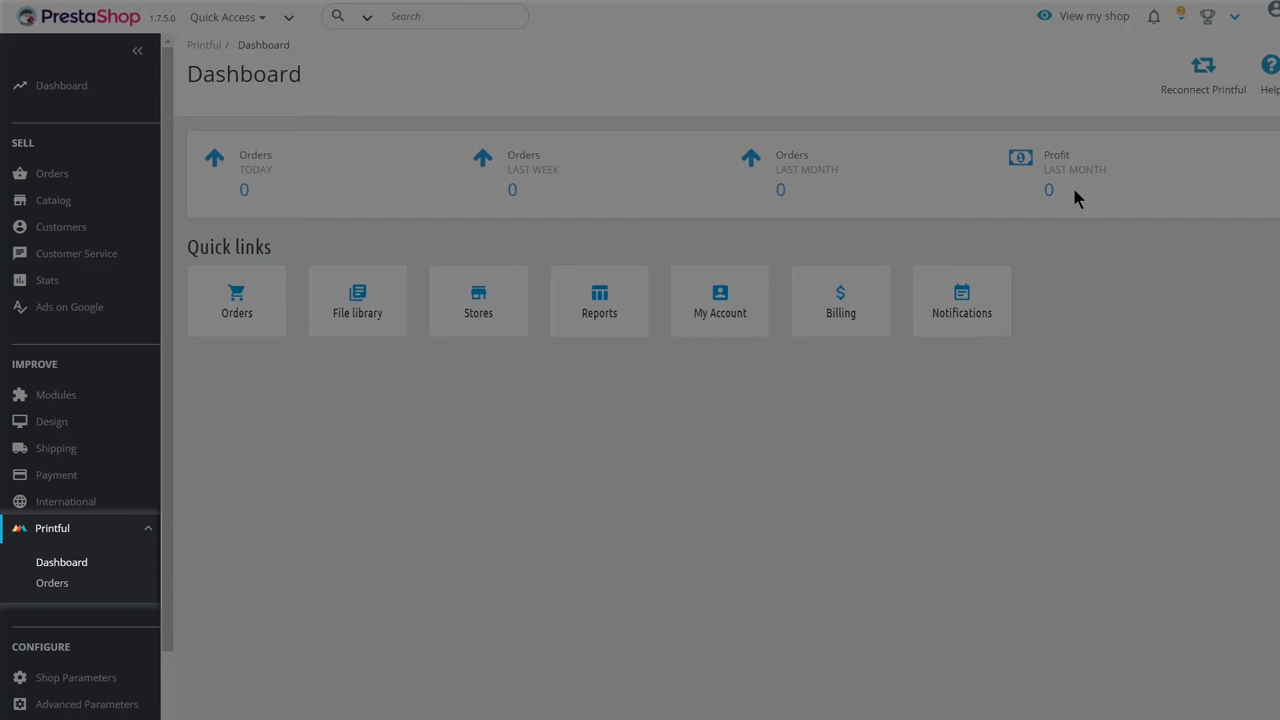 PrestaShop 1.7.5.0 Quick Access Search View my shop 2
Printful / Dashboard
Dashboard
Reconnect Printful Help
Dashboard
SELL
Orders
Catalog
Customers
Customer Service
Stats
Ads on Google
IMPROVE
Modules
Design
Shipping
Payment
International
Printful
Dashboard
Orders
CONFIGURE
Shop Parameters
Advanced Parameters
Orders
TODAY
0
Orders
LAST WEEK
0
Orders
LAST MONTH
0
Profit
LAST MONTH
0
Quick links
Orders
File library
Stores
Reports
My Account
Billing
Notifications